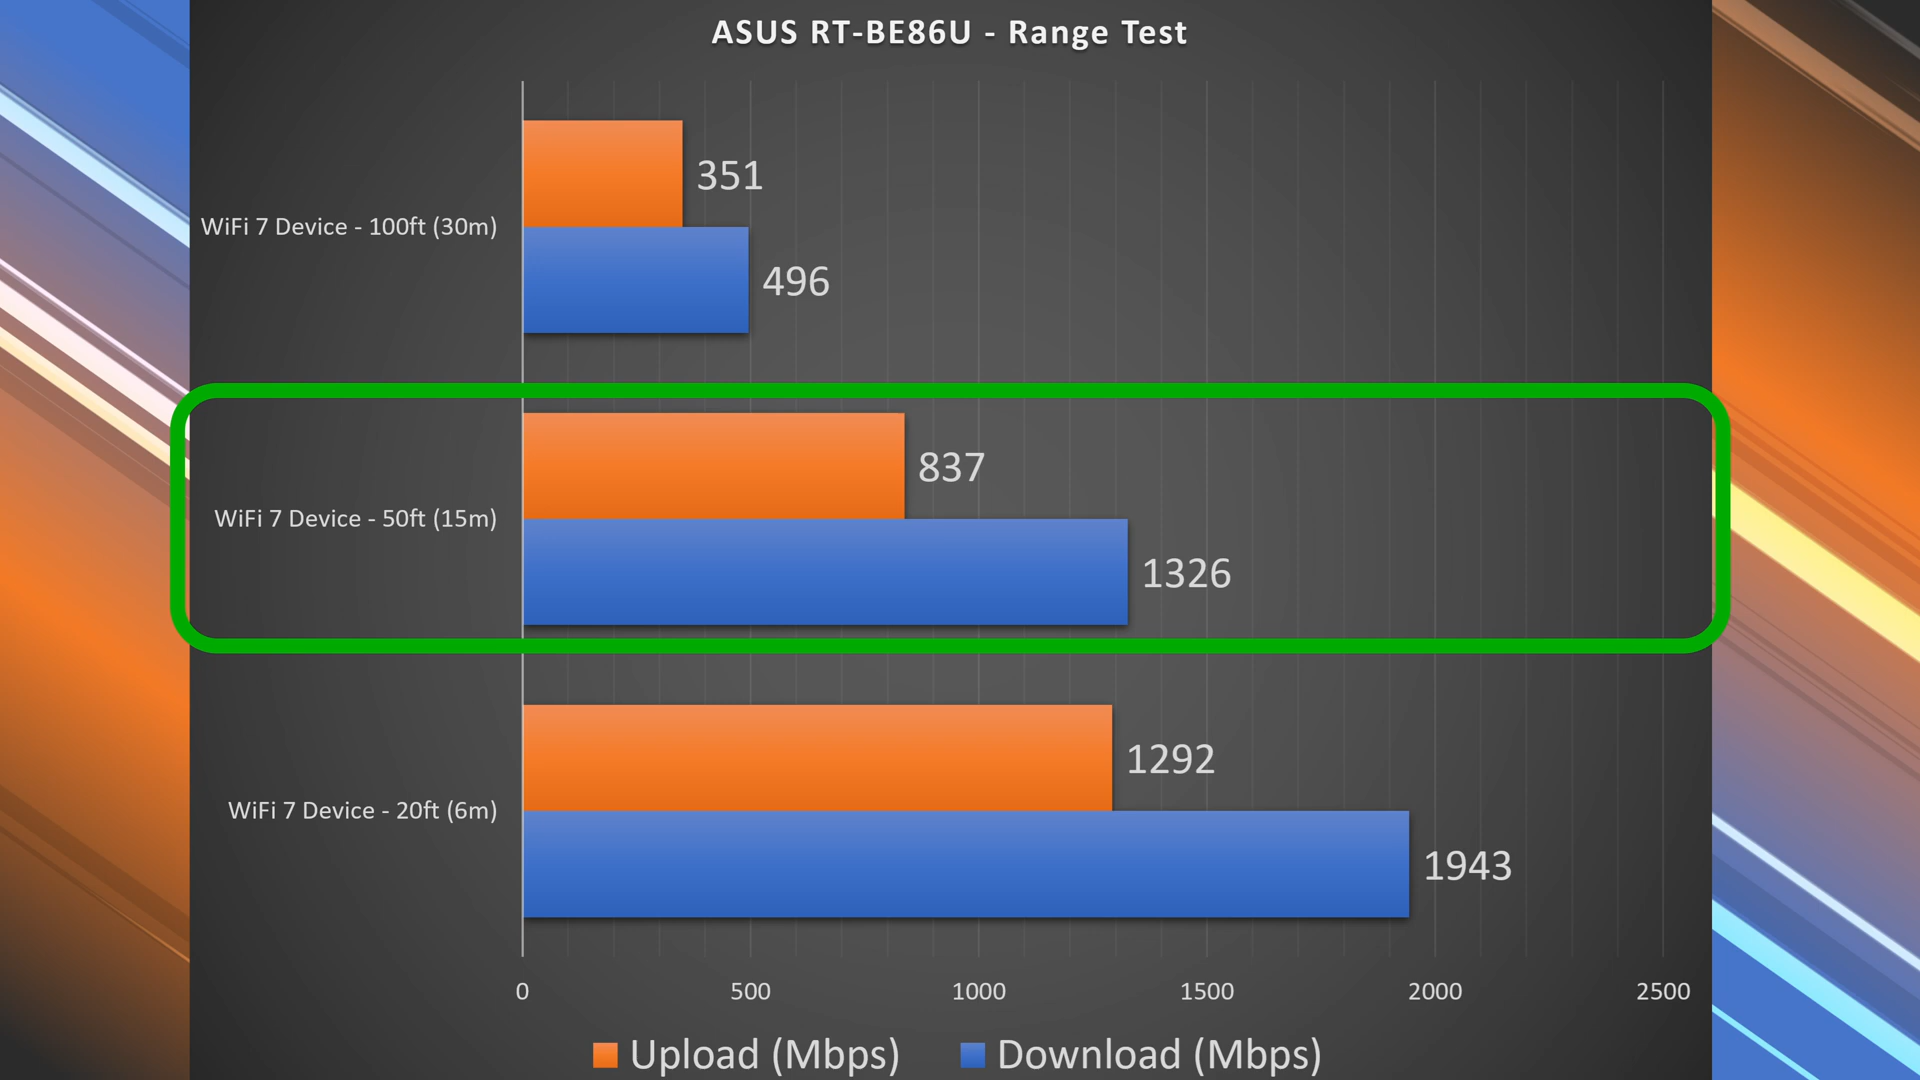 ASUS RT-BE86U - Range Test
WiFi 7 Device - 100ft (30m)
351
496
WiFi 7 Device - 50ft (15m)
837
1326
WiFi 7 Device - 20ft (6m)
1292
1943
0 500 1000 1500 2000 2500
Upload (Mbps) Download (Mbps)